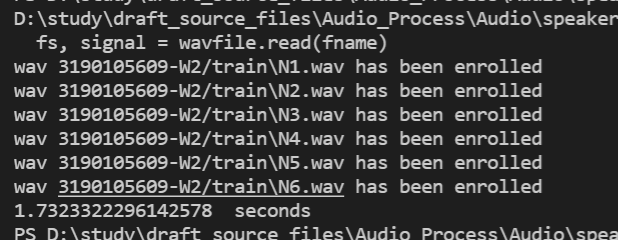 D:\study\draft_source_files\Audio_Process\Audio\speaker
fs, signal = wavfile.read(fname)
wav 3190105609-W2/train\N1.wav has been enrolled
wav 3190105609-W2/train\N2.wav has been enrolled
wav 3190105609-W2/train\N3.wav has been enrolled
wav 3190105609-W2/train\N4.wav has been enrolled
wav 3190105609-W2/train\N5.wav has been enrolled
wav 3190105609-W2/train\N6.wav has been enrolled
1.7323322296142578  seconds
PS D:\study\draft_source_files\Audio_Process\Audio\spea